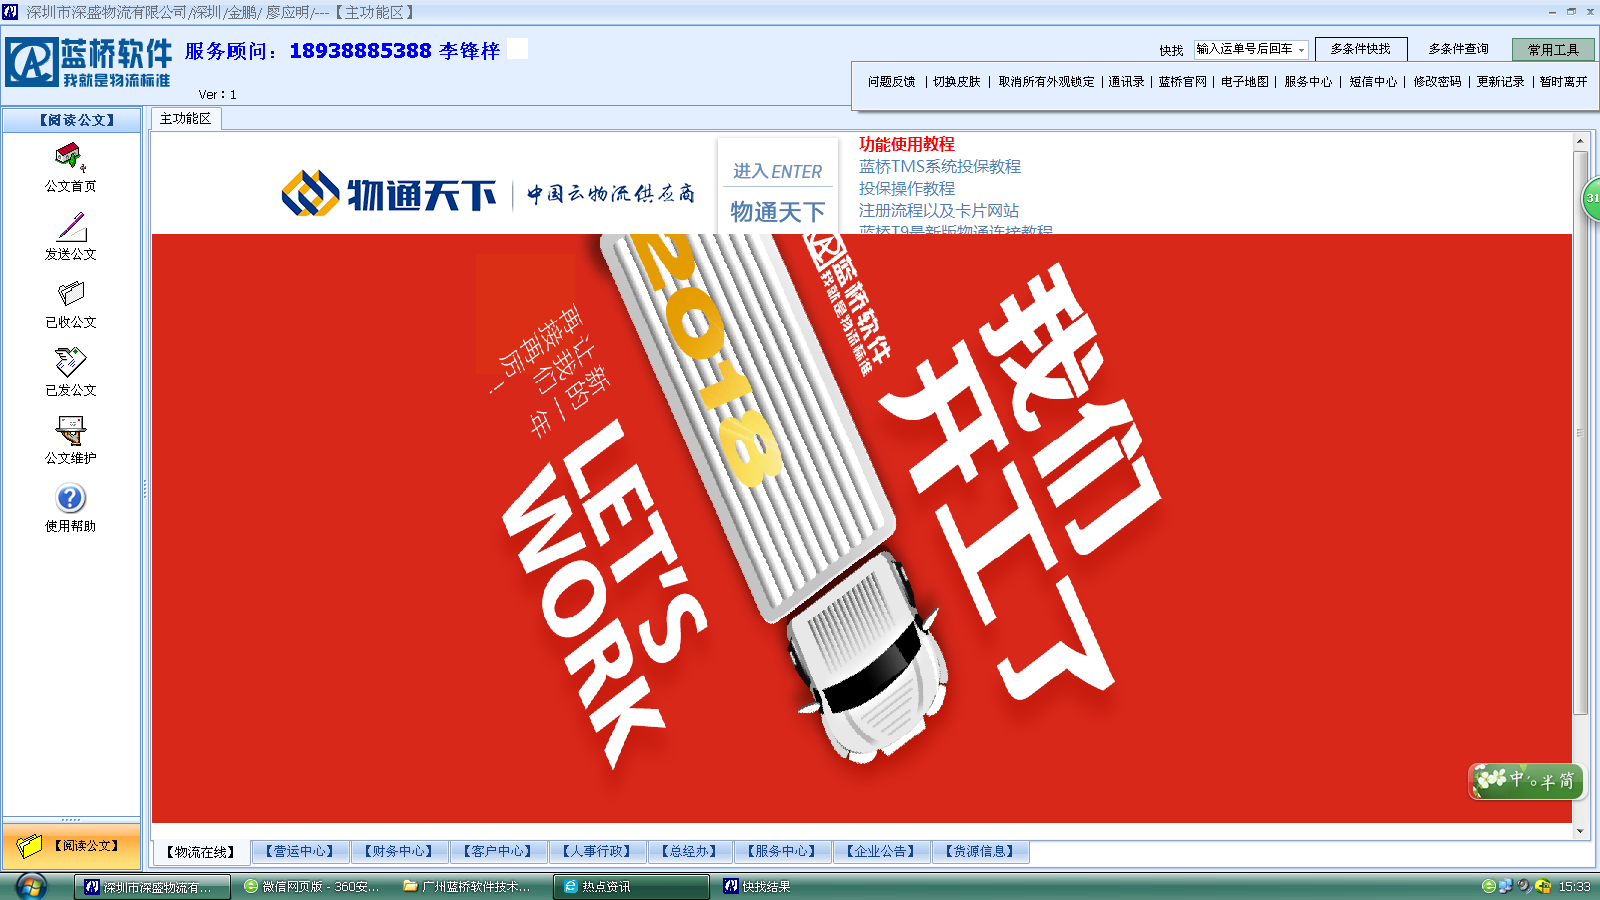 深圳市深盛物流有限公司/深圳/金鹏/ 廖应明/---【主功能区】
蓝桥软件
我就是物流标准
服务顾问：18938885388 李锋梓
Ver：1
快找
输入运单号后回车
多条件快找
多条件查询
常用工具
问题反馈 | 切换皮肤 | 取消所有外观锁定 | 通讯录 | 蓝桥官网 | 电子地图 | 服务中心 | 短信中心 | 修改密码 | 更新记录 | 暂时离开
【阅读公文】
公文首页
发送公文
已收公文
已发公文
公文维护
使用帮助
【阅读公文】
主功能区
物通天下
中国云物流供应商
进入 ENTER
物通天下
功能使用教程
蓝桥TMS系统投保教程
投保操作教程
注册流程以及卡片网站
蓝桥T9最新版物通连接教程
2018
蓝桥软件
我就是物流标准
我们
开工了
让我们
新的一年
再接再厉！
LET'S
WORK
31
中 半 简
【物流在线】
【营运中心】
【财务中心】
【客户中心】
【人事行政】
【总经办】
【服务中心】
【企业公告】
【货源信息】
深圳市深盛物流有...
微信网页版 - 360安...
广州蓝桥软件技术...
热点资讯
快找结果
15:33